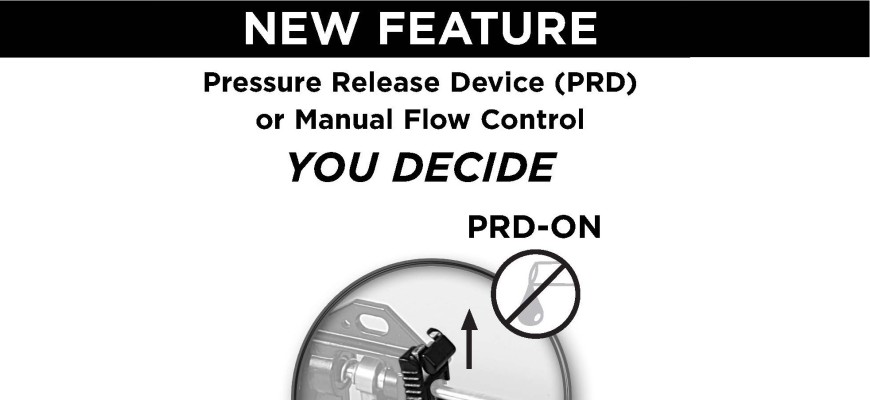 NEW FEATURE
Pressure Release Device (PRD)
or Manual Flow Control
YOU DECIDE
PRD-ON